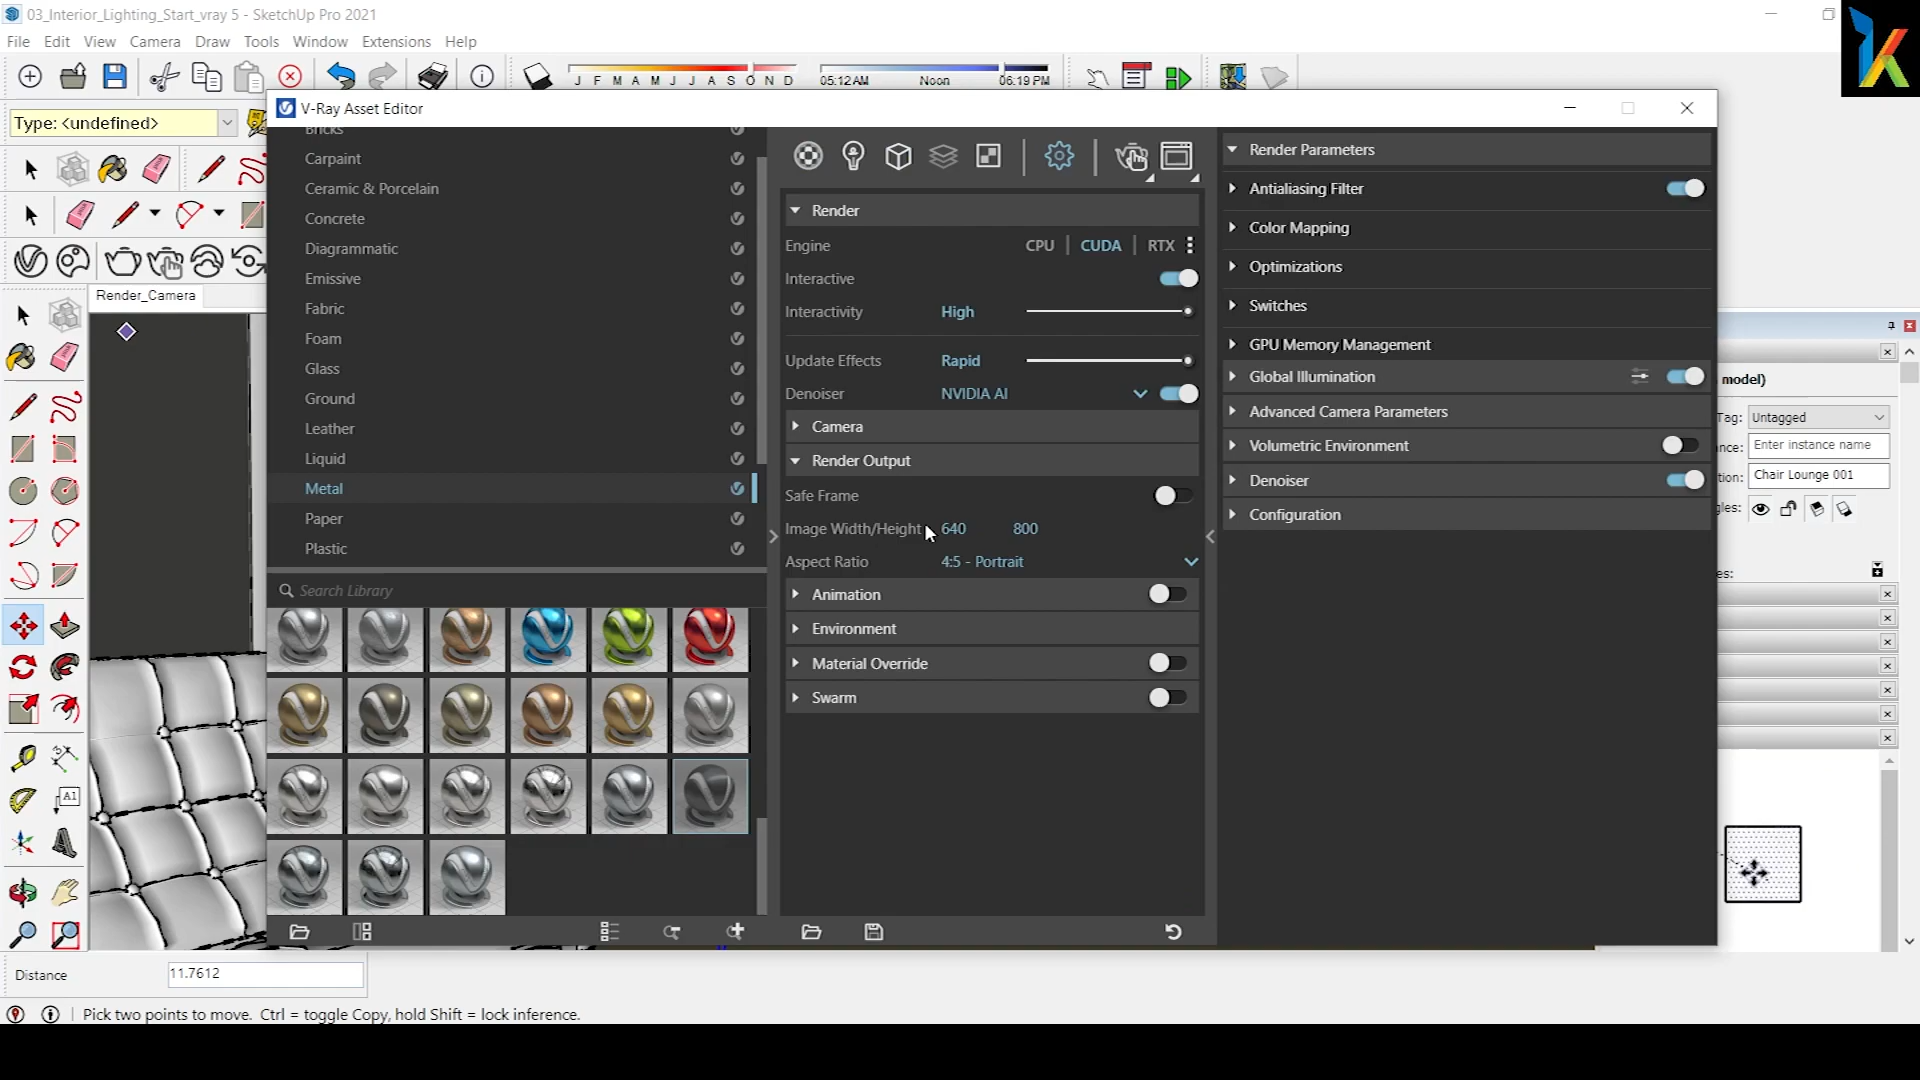 03_Interior_Lighting_Start_vray 5 - SketchUp Pro 2021
File Edit View Camera Draw Tools Window Extensions Help
J F M A M J J A S O N D 05:12 AM Noon 06:19 PM
Type: <undefined>
Render_Camera
V-Ray Asset Editor
Bricks
Carpaint
Ceramic & Porcelain
Concrete
Diagrammatic
Emissive
Fabric
Foam
Glass
Ground
Leather
Liquid
Metal
Paper
Plastic
Search Library
Render
Engine CPU CUDA RTX
Interactive
Interactivity High
Update Effects Rapid
Denoiser NVIDIA AI
Camera
Render Output
Safe Frame
Image Width/Height 640 800
Aspect Ratio 4:5 - Portrait
Animation
Environment
Material Override
Swarm
Render Parameters
Antialiasing Filter
Color Mapping
Optimizations
Switches
GPU Memory Management
Global Illumination
Advanced Camera Parameters
Volumetric Environment
Denoiser
Configuration
model)
Tag: Untagged
nce: Enter instance name
tion: Chair Lounge 001
gles:
es:
A1
Distance 11.7612
Pick two points to move. Ctrl = toggle Copy, hold Shift = lock inference.